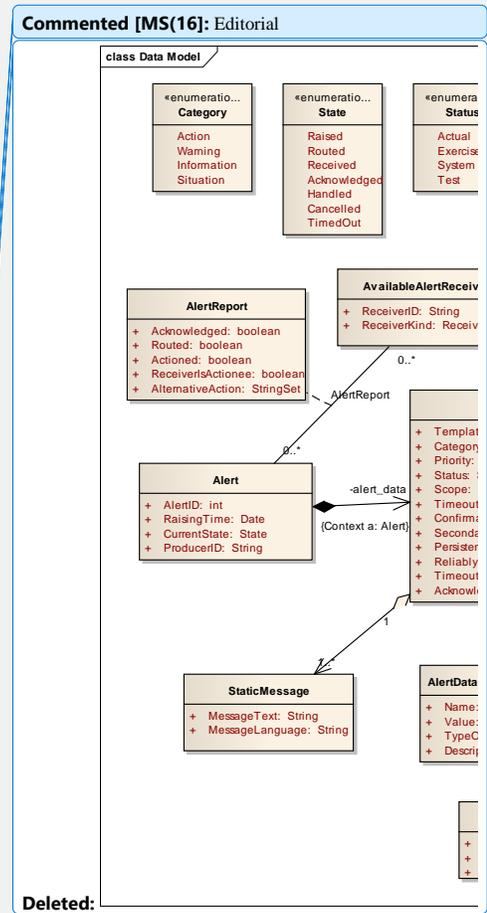 Commented [MS(16]: Editorial
class Data Model
«enumeratio...
Category
Action
Warning
Information
Situation
«enumeratio...
State
Raised
Routed
Received
Acknowledged
Handled
Cancelled
TimedOut
«enumera
Status
Actual
Exercise
System
Test
AlertReport
+ Acknowledged: boolean
+ Routed: boolean
+ Actioned: boolean
+ ReceiverIsActionee: boolean
+ AlternativeAction: StringSet
AvailableAlertReceiv
+ ReceiverID: String
+ ReceiverKind: Receiv
0..*
AlertReport
0..*
Alert
+ AlertID: int
+ RaisingTime: Date
+ CurrentState: State
+ ProducerID: String
-alert_data
{Context a: Alert}
+ Templat
+ Category
+ Priority:
+ Status:
+ Scope:
+ Timeout
+ Confirma
+ Seconda
+ Persister
+ Reliably
+ Timeout
+ Acknowl
1
1..*
StaticMessage
+ MessageText: String
+ MessageLanguage: String
AlertData
+ Name:
+ Value:
+ TypeO
+ Descrip
+
+
+
Deleted: